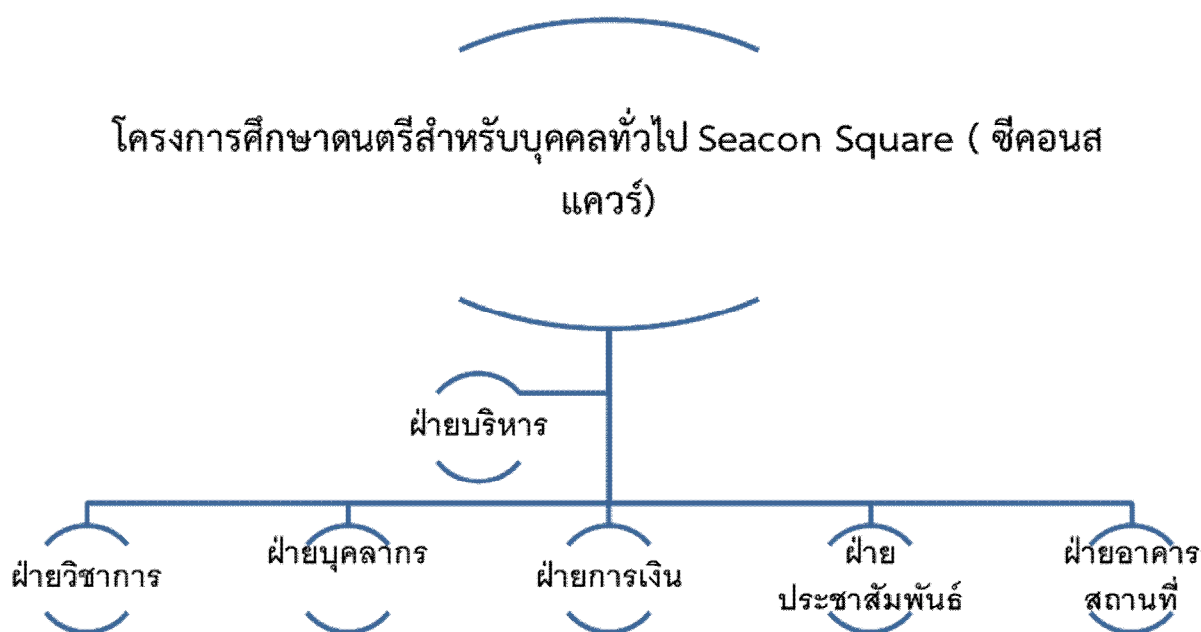 โครงการศึกษาดนตรีสำหรับบุคคลทั่วไป Seacon Square ( ซีคอนส
แควร์)
ฝ่ายบริหาร
ฝ่ายวิชาการ
ฝ่ายบุคลากร
ฝ่ายการเงิน
ฝ่าย
ประชาสัมพันธ์
ฝ่ายอาคาร
สถานที่